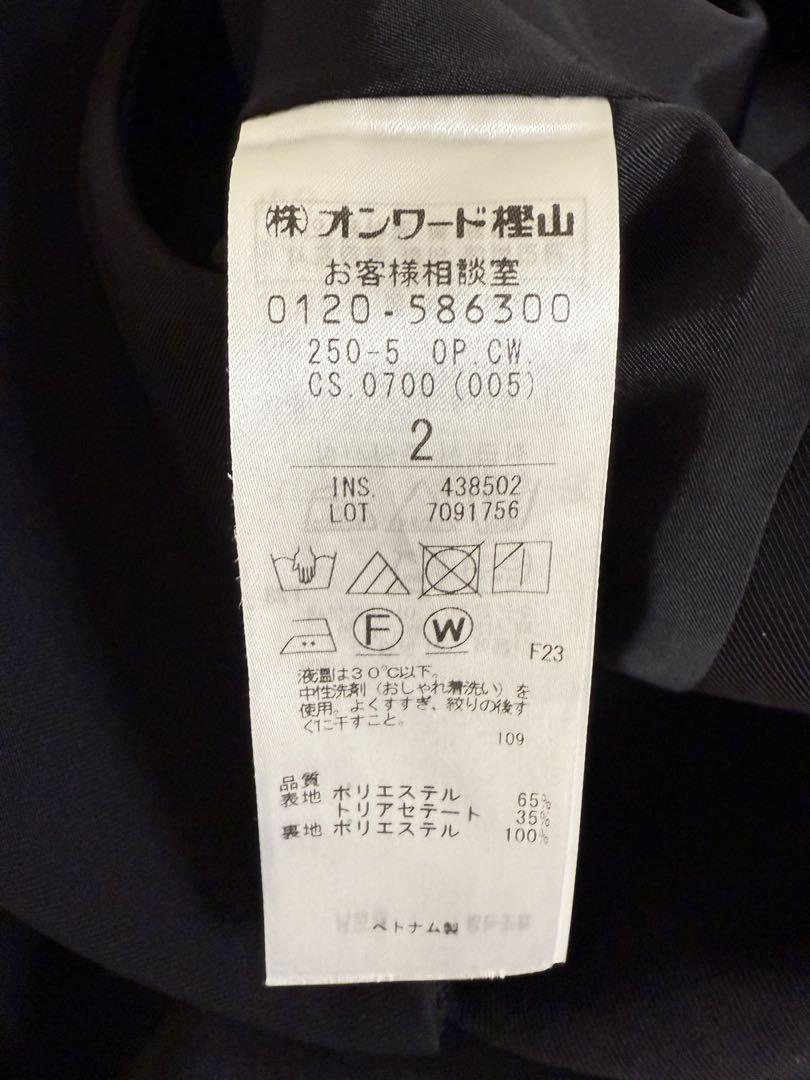 ㈱オンワード樫山
お客様相談室
0120-586300
250-5 OP.CW.
CS.0700 (005)
2
INS. 438502
LOT 7091756
F
W
F23
液温は30℃以下。
中性洗剤(おしゃれ着洗い)を
使用。よくすすぎ、絞りの後す
ぐに干すこと。
109
品質
表地 ポリエステル 65%
トリアセテート 35%
裏地 ポリエステル 100%
ベトナム製